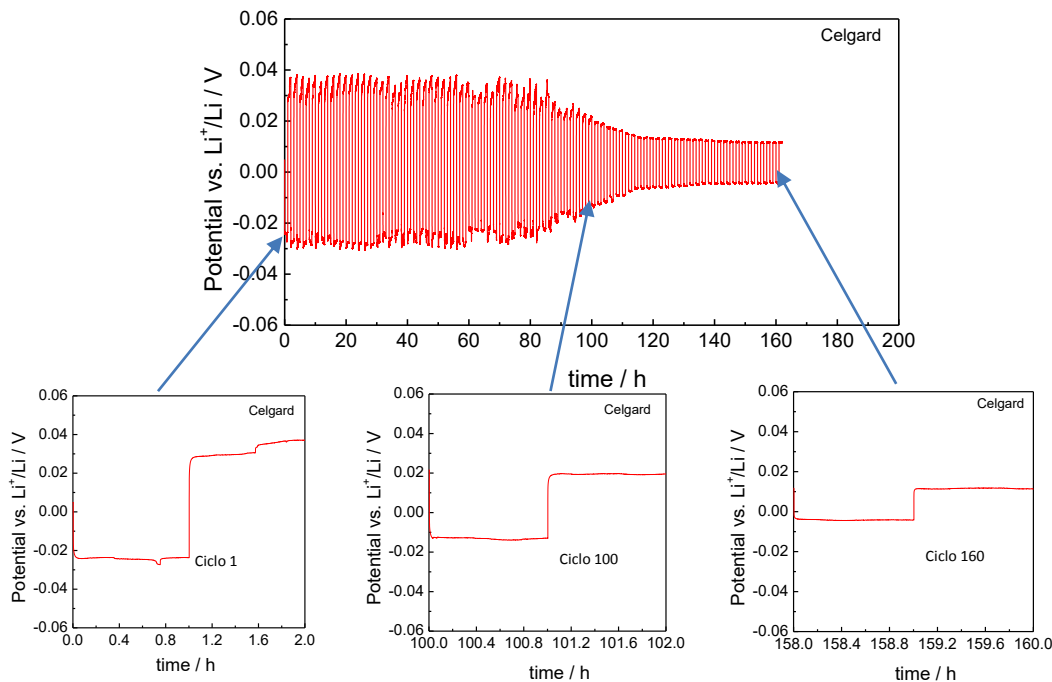 0.06
0.04
0.02
0.00
-0.02
-0.04
-0.06
Potential vs. Li⁺/Li / V
Celgard
0 20 40 60 80 100 120 140 160 180 200
time / h
0.06
0.04
0.02
0.00
-0.02
-0.04
-0.06
Potential vs. Li⁺/Li / V
Celgard
Ciclo 1
0.0 0.4 0.8 1.2 1.6 2.0
time / h
0.06
0.04
0.02
0.00
-0.02
-0.04
-0.06
Potential vs. Li⁺/Li / V
Celgard
Ciclo 100
100.0 100.4 100.8 101.2 101.6 102.0
time / h
0.06
0.04
0.02
0.00
-0.02
-0.04
-0.06
Potential vs. Li⁺/Li / V
Celgard
Ciclo 160
158.0 158.4 158.8 159.2 159.6 160.0
time / h